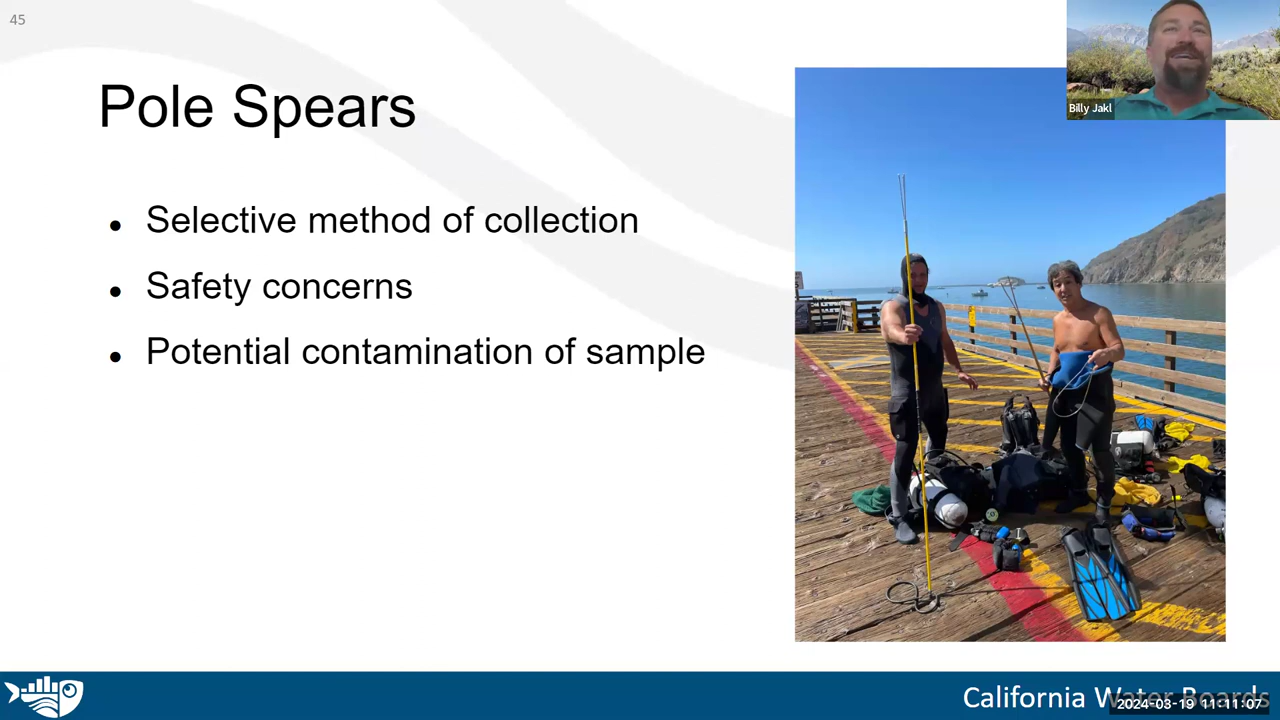 45
Pole Spears
Billy Jakl
• Selective method of collection
• Safety concerns
• Potential contamination of sample
California Water Boards
2024-03-19 11:11:07